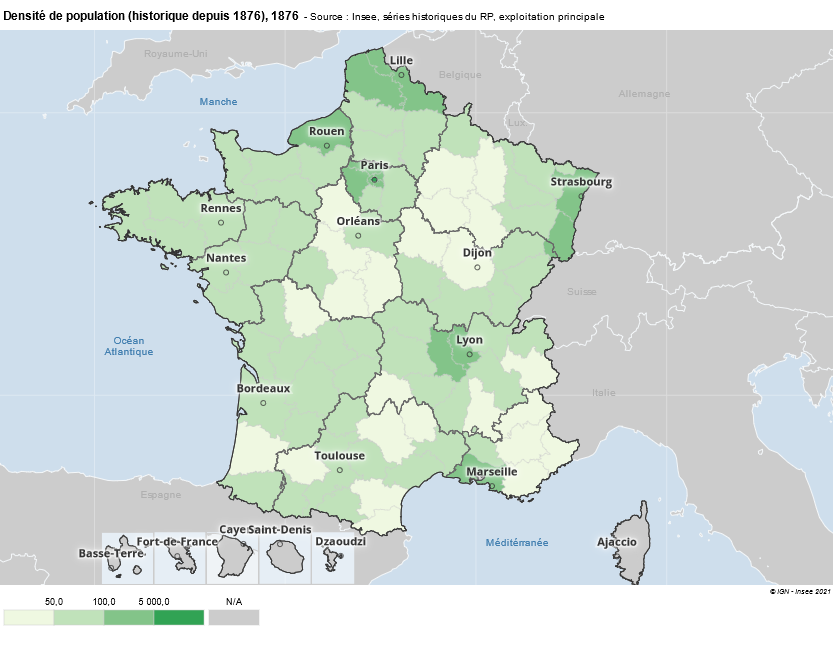 Densité de population (historique depuis 1876), 1876 - Source : Insee, séries historiques du RP, exploitation principale
Royaume-Uni
Lille
Belgique
Allemagne
Manche
Lux
Rouen
Paris
Strasbourg
Rennes
Orléans
Nantes
Dijon
Suisse
Océan
Atlantique
Lyon
Bordeaux
Italie
Toulouse
Marseille
Espagne
Cayenne
Saint-Denis
Fort-de-France
Dzaoudzi
Méditérranée
Ajaccio
Basse-Terre
© IGN - Insee 2021
50,0
100,0
5 000,0
N/A